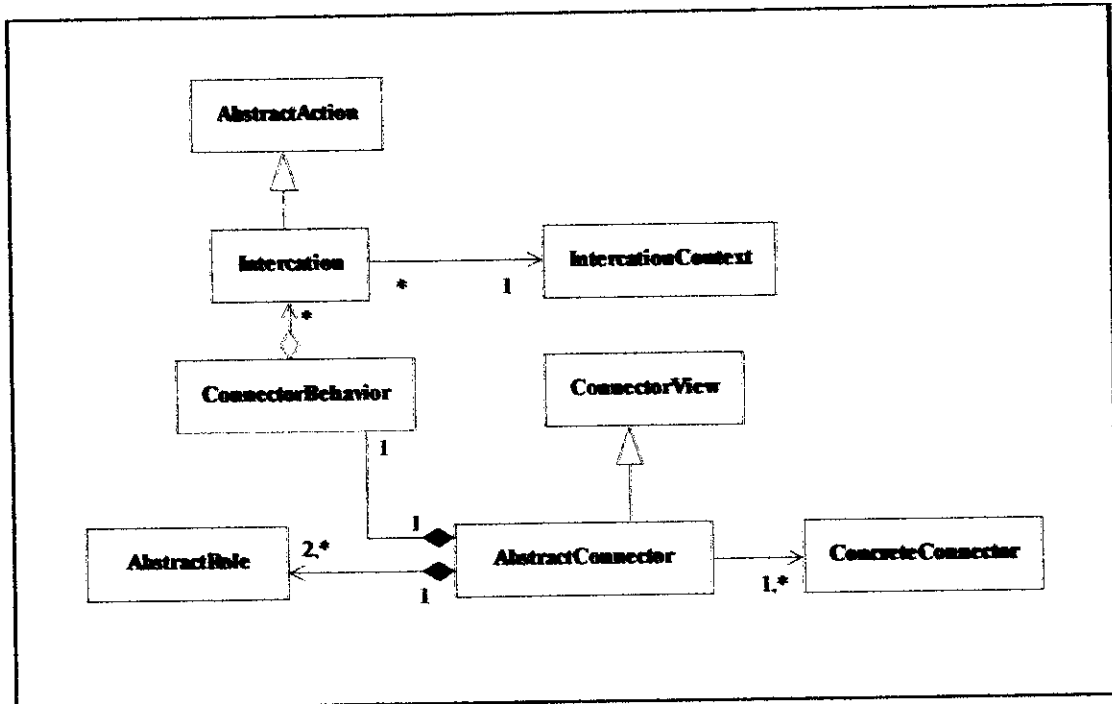 AbstractAction
Intercation
IntercationContext
* 1
*
ConnectorBehavior
ConnectorView
1
1
AbstractRole
2.*
AbstractConnector
ConcreteConnector
1
1.*